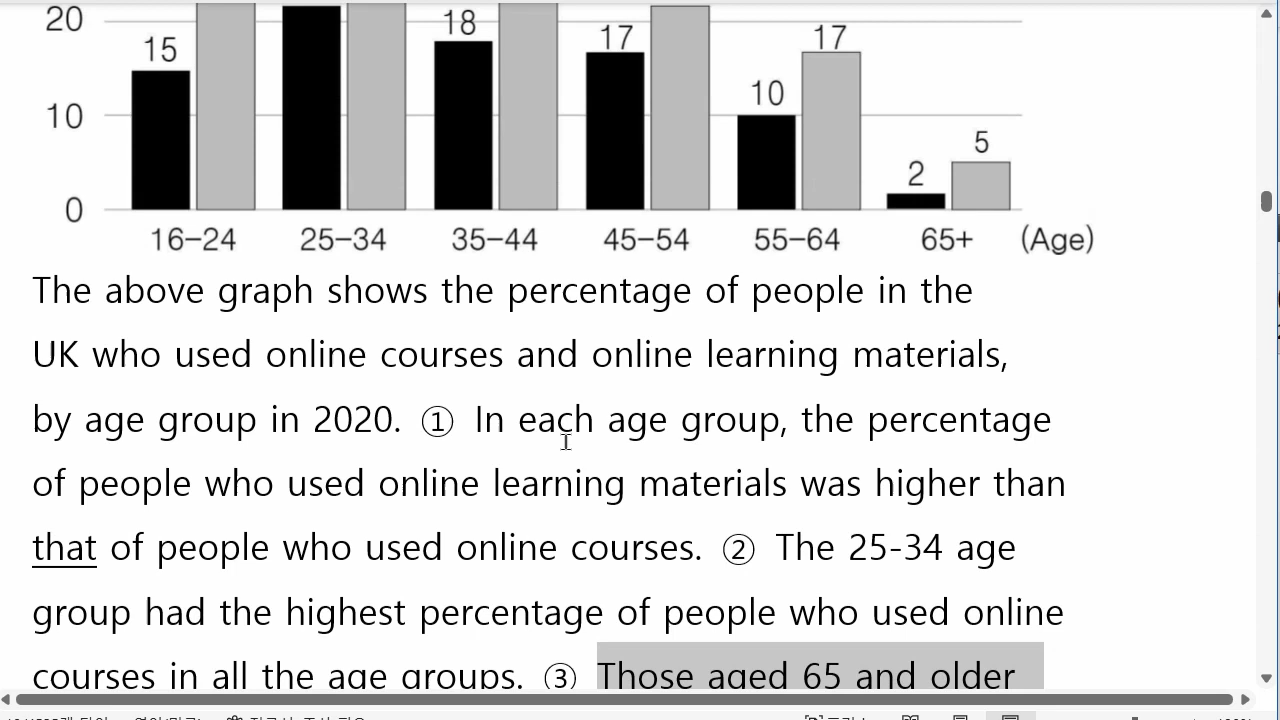 20
15
18
17
17
10
10
2
5
0
16–24 25–34 35–44 45–54 55–64 65+ (Age)
The above graph shows the percentage of people in the
UK who used online courses and online learning materials,
by age group in 2020. ① In each age group, the percentage
of people who used online learning materials was higher than
that of people who used online courses. ② The 25-34 age
group had the highest percentage of people who used online
courses in all the age groups. ③ Those aged 65 and older